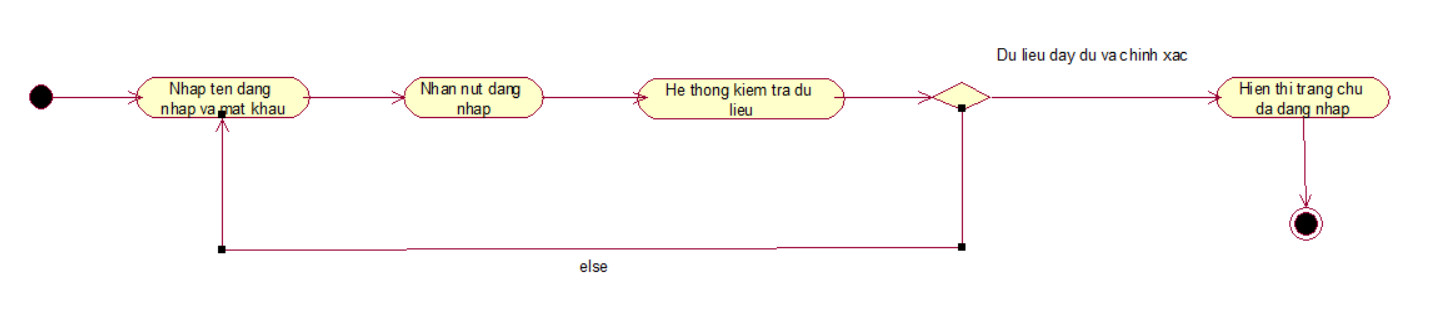 Du lieu day du va chinh xac
Nhap ten dang
nhap va mat khau
Nhan nut dang
nhap
He thong kiem tra du
lieu
Hien thi trang chu
da dang nhap
else